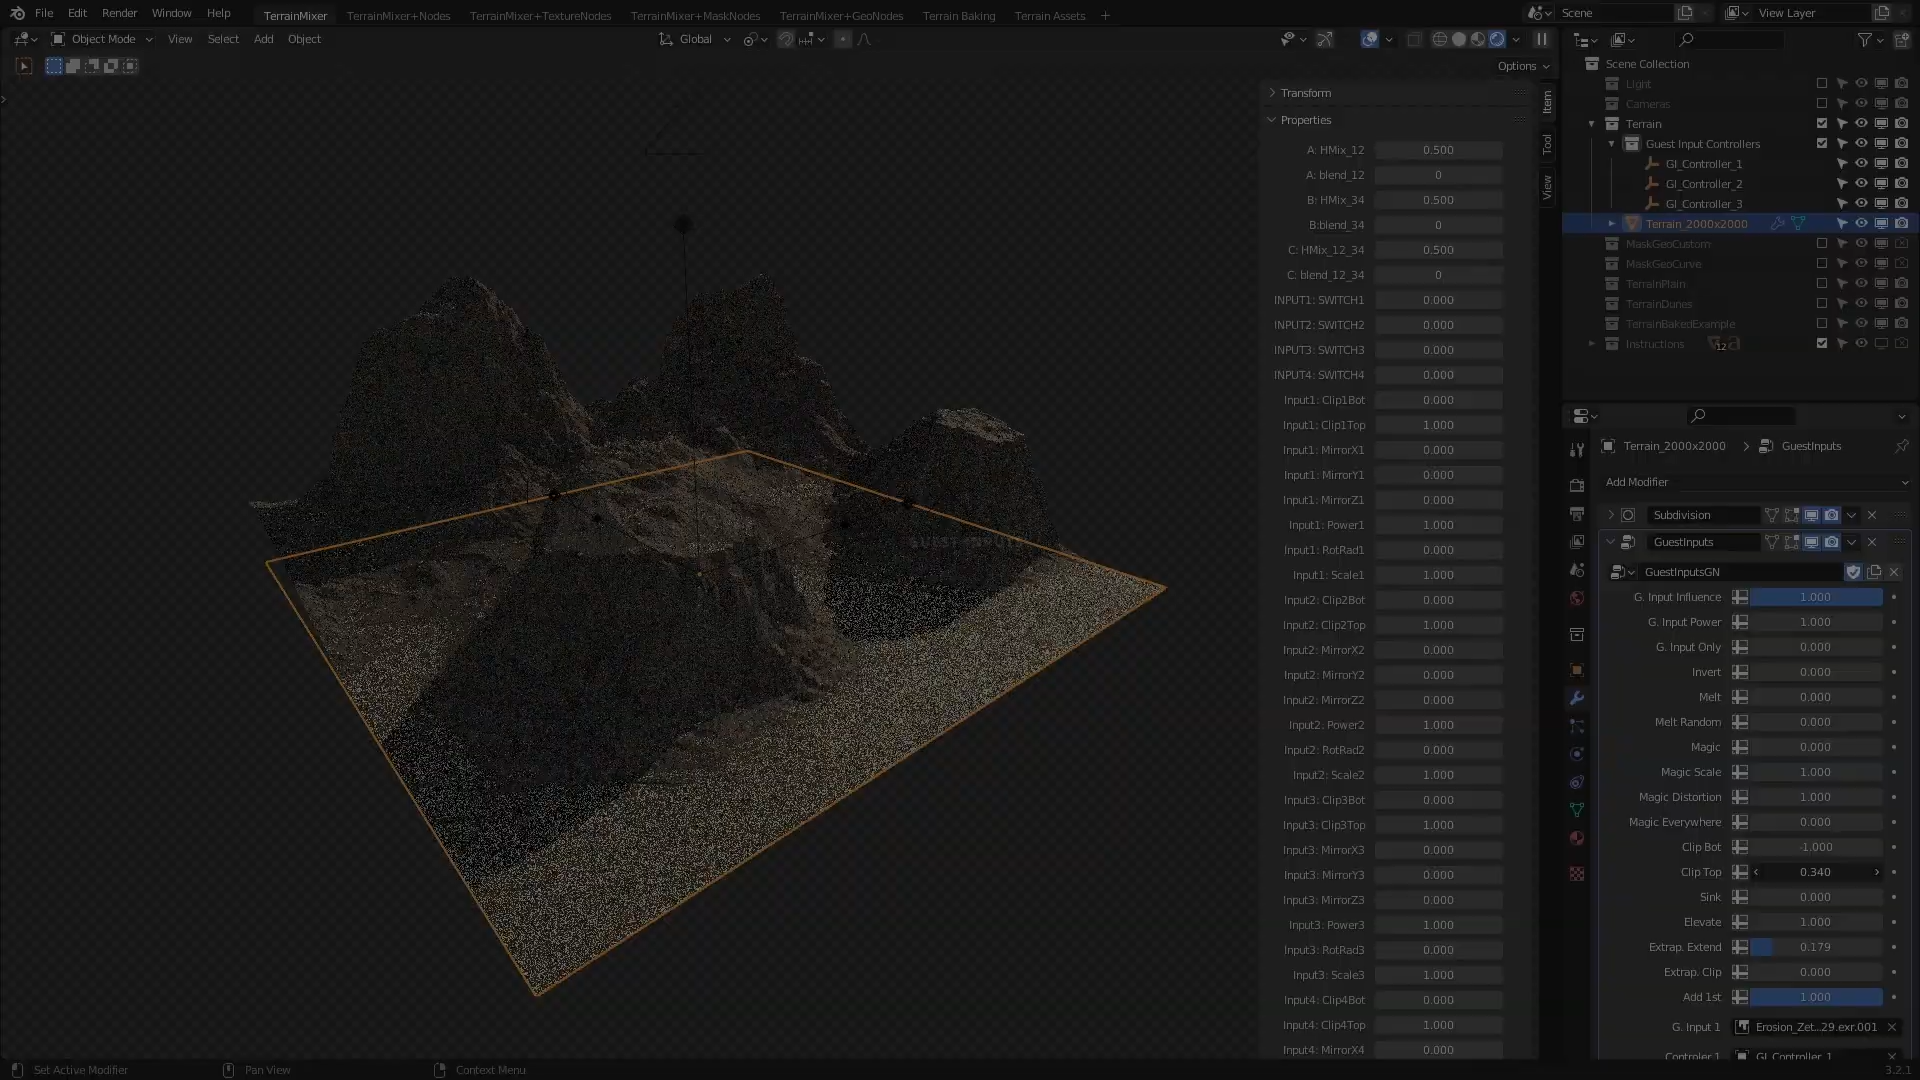 File Edit Render Window Help TerrainMixer TerrainMixer+Nodes TerrainMixer+TextureNodes TerrainMixer+MaskNodes TerrainMixer+GeoNodes Terrain Baking Terrain Assets + Scene View Layer
Object Mode View Select Add Object Global
Options
Transform
Properties
A: HMix_12 0.500
A: blend_12 0
B: HMix_34 0.500
B:blend_34 0
C: HMix_12_34 0.500
C: blend_12_34 0
INPUT1: SWITCH1 0.000
INPUT2: SWITCH2 0.000
INPUT3: SWITCH3 0.000
INPUT4: SWITCH4 0.000
Input1: Clip1Bot 0.000
Input1: Clip1Top 1.000
Input1: MirrorX1 0.000
Input1: MirrorY1 0.000
Input1: MirrorZ1 0.000
Input1: Power1 1.000
Input1: RotRad1 0.000
Input1: Scale1 1.000
Input2: Clip2Bot 0.000
Input2: Clip2Top 1.000
Input2: MirrorX2 0.000
Input2: MirrorY2 0.000
Input2: MirrorZ2 0.000
Input2: Power2 1.000
Input2: RotRad2 0.000
Input2: Scale2 1.000
Input3: Clip3Bot 0.000
Input3: Clip3Top 1.000
Input3: MirrorX3 0.000
Input3: MirrorY3 0.000
Input3: MirrorZ3 0.000
Input3: Power3 1.000
Input3: RotRad3 0.000
Input3: Scale3 1.000
Input4: Clip4Bot 0.000
Input4: Clip4Top 1.000
Input4: MirrorX4 0.000
Item
Tool
View
GUEST INPUTS
Scene Collection
Light
Cameras
Terrain
Guest Input Controllers
GI_Controller_1
GI_Controller_2
GI_Controller_3
Terrain_2000x2000
MaskGeoCustom
MaskGeoCurve
TerrainPlain
TerrainDunes
TerrainBakedExample
Instructions 12
Terrain_2000x2000 GuestInputs
Add Modifier
Subdivision
GuestInputs
GuestInputsGN
G. Input Influence 1.000
G. Input Power 1.000
G. Input Only 0.000
Invert 0.000
Melt 0.000
Melt Random 0.000
Magic 0.000
Magic Scale 1.000
Magic Distortion 1.000
Magic Everywhere 0.000
Clip Bot -1.000
Clip Top 0.340
Sink 0.000
Elevate 1.000
Extrap. Extend 0.179
Extrap. Clip 0.000
Add 1st 1.000
G. Input 1 Erosion_Zet...29.exr.001
Controler 1 GI_Controller_1
Set Active Modifier Pan View Context Menu 3.2.1